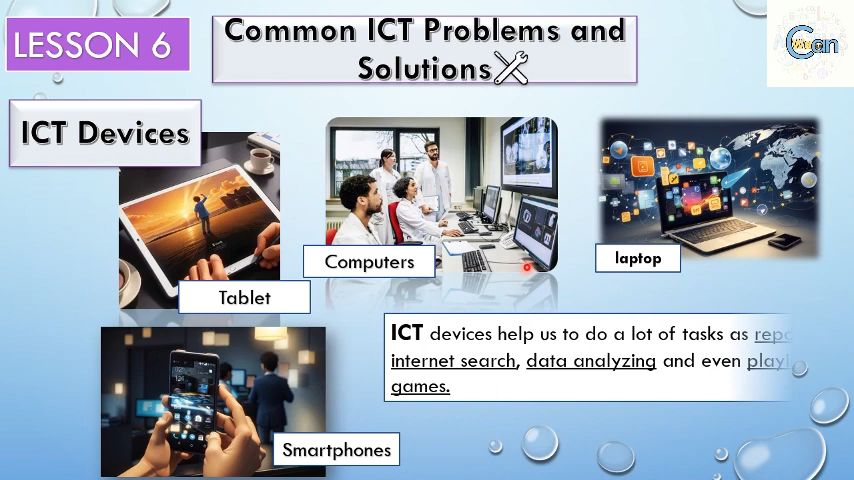 LESSON 6
Common ICT Problems and
Solutions
Can
ICT Devices
Computers
laptop
Tablet
ICT devices help us to do a lot of tasks as
internet search, data analyzing and even
games.
Smartphones